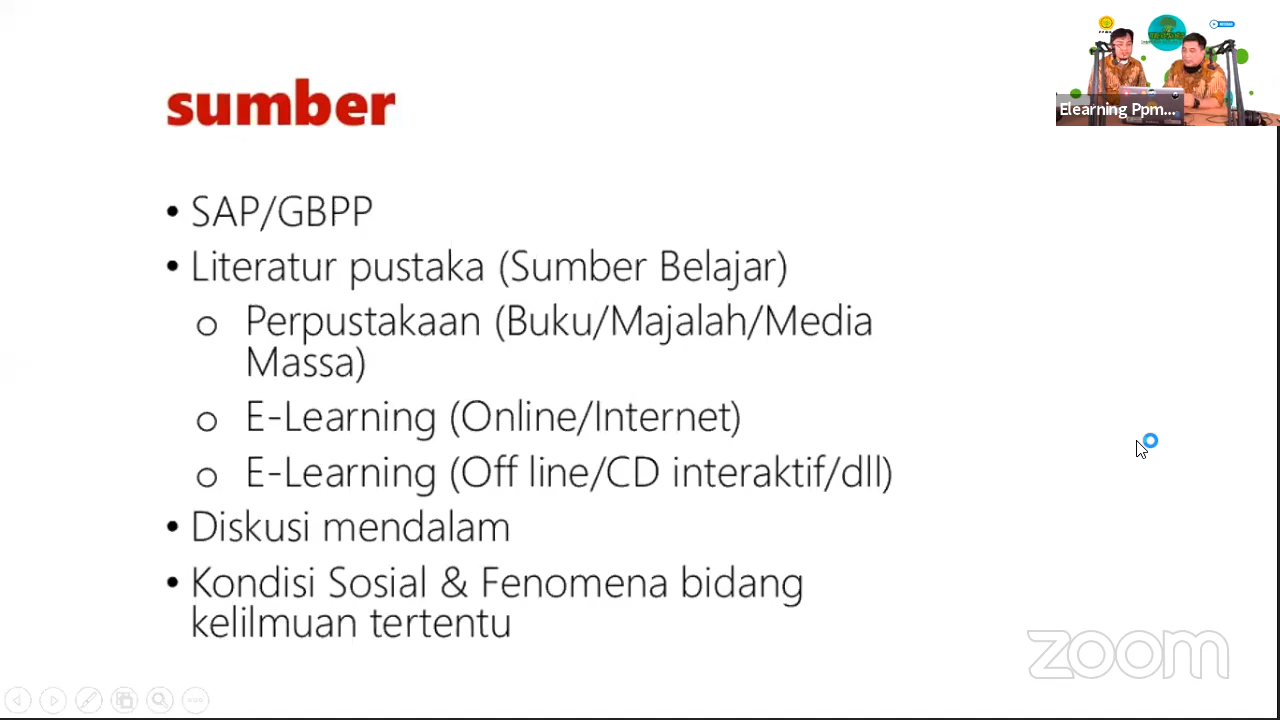 sumber
• SAP/GBPP
• Literatur pustaka (Sumber Belajar)
o Perpustakaan (Buku/Majalah/Media
Massa)
o E-Learning (Online/Internet)
o E-Learning (Off line/CD interaktif/dll)
• Diskusi mendalam
• Kondisi Sosial & Fenomena bidang
kelilmuan tertentu
Elearning Ppm...
zoom